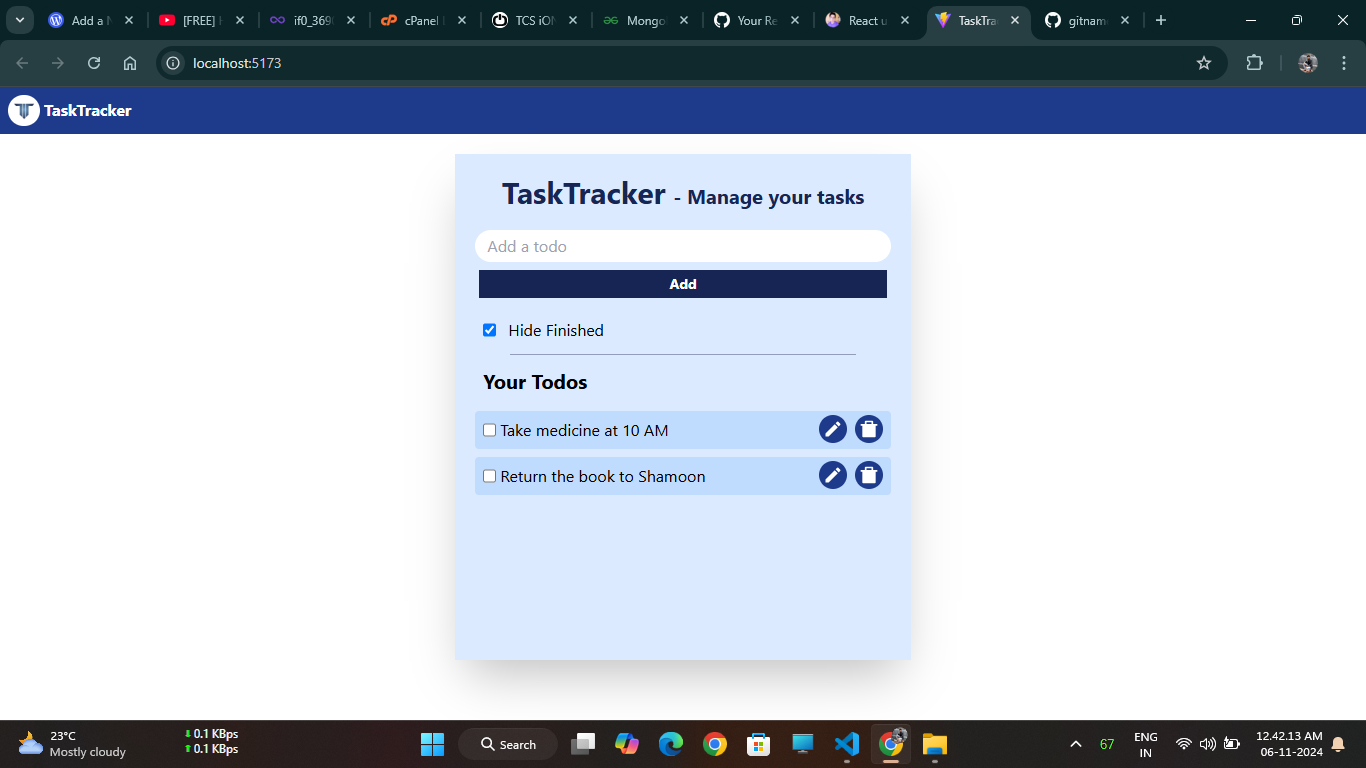 Add a N
[FREE]
if0_369
cPanel
TCS iON
Mongo
Your Re
React u
TaskTra
gitnam
localhost:5173
TaskTracker
TaskTracker - Manage your tasks
Add a todo
Add
Hide Finished
Your Todos
Take medicine at 10 AM
Return the book to Shamoon
23°C
Mostly cloudy
0.1 KBps
0.1 KBps
Search
67
ENG
IN
12.42.13 AM
06-11-2024